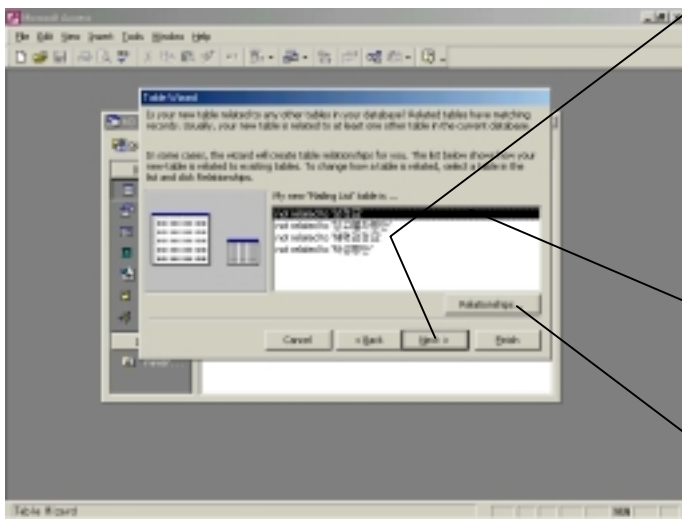 Microsoft Access
File Edit View Insert Tools Window Help
Table Wizard
Is your new table related to any other tables in your database? Related tables have matching
records. Usually, your new table is related to at least one other table in the current database.
In some cases, the wizard will create table relationships for you. The list below shows how your
new table is related to existing tables. To change how a table is related, select a table in the
list and click Relationships.
My new "Mailing List" table is ...
not related to
not related to
not related to
not related to
Relationships...
Cancel
< Back
Next >
Finish
Table Wizard
NUM